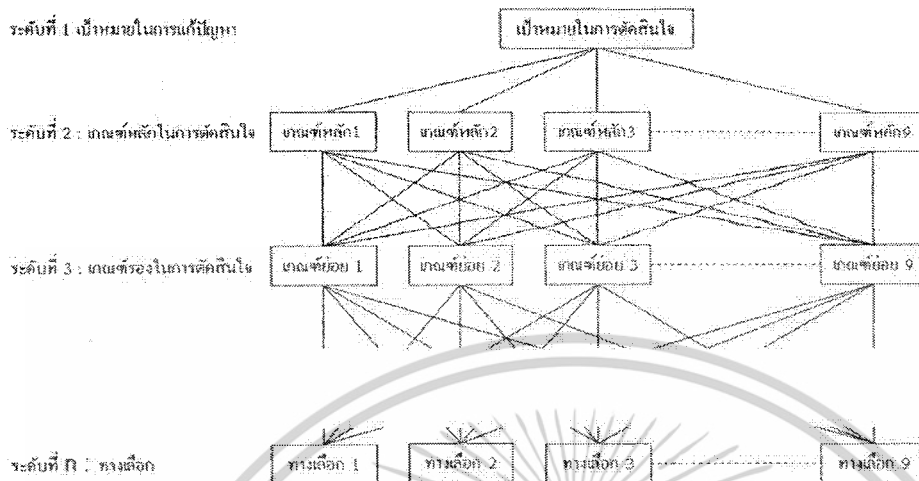 ระดับที่ 1 เป้าหมายในการแก้ปัญหา
เป้าหมายในการตัดสินใจ
ระดับที่ 2 : เกณฑ์หลักในการตัดสินใจ
เกณฑ์หลัก1 เกณฑ์หลัก2 เกณฑ์หลัก3 เกณฑ์หลัก9
ระดับที่ 3 : เกณฑ์รองในการตัดสินใจ
เกณฑ์ย่อย 1 เกณฑ์ย่อย 2 เกณฑ์ย่อย 3 เกณฑ์ย่อย 9
ระดับที่ n : ทางเลือก
ทางเลือก 1 ทางเลือก 2 ทางเลือก 3 ทางเลือก 9